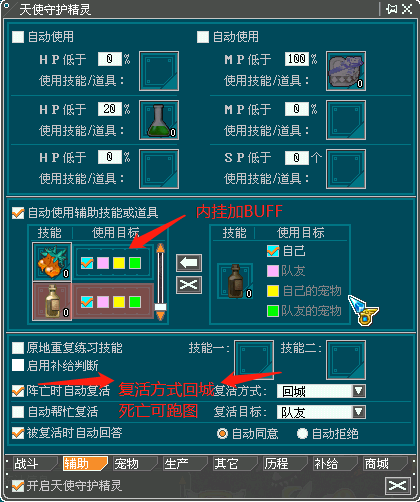 天使守护精灵
自动使用 自动使用
HP低于 0 % MP低于 100 %
使用技能/道具： 0 使用技能/道具： 0
HP低于 20 % MP低于 0 %
使用技能/道具： 0 使用技能/道具：
HP低于 0 % SP低于 0 个
使用技能/道具： 使用技能/道具：
自动使用辅助技能或道具 内挂加BUFF
技能 使用目标 技能 使用目标
0 自己
0 队友
0 自己的宠物
队友的宠物
原地重复练习技能 技能一： 技能二：
启用补给判断
阵亡时自动复活 复活方式回城 复活方式： 回城
自动帮忙复活 死亡可跑图 复活目标： 队友
被复活时自动回答 自动同意 自动拒绝
战斗 辅助 宠物 生产 其它 历程 补给 商城
开启天使守护精灵